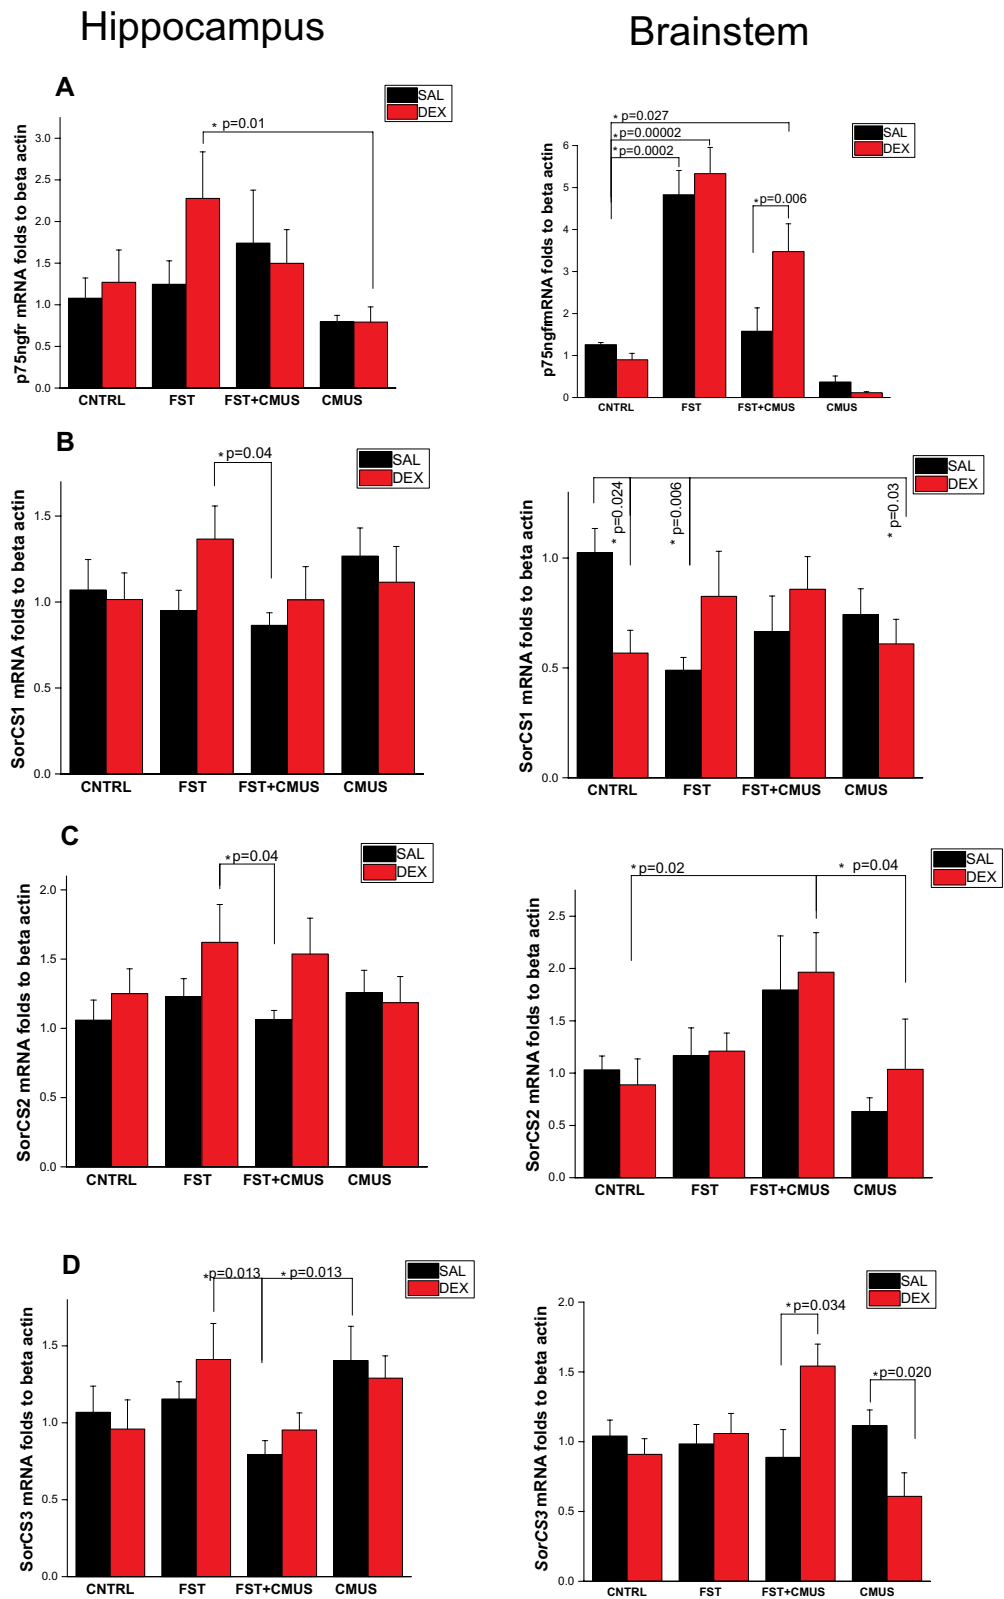 Hippocampus
Brainstem
A
SAL
DEX
* p=0.01
p75ngfr mRNA folds to beta actin
3.0
2.5
2.0
1.5
1.0
0.5
0.0
CNTRL FST FST+CMUS CMUS
SAL
DEX
* p=0.027
*p=0.00002
*p=0.0002
*p=0.006
p75ngfrmRNA folds to beta actin
6
5
4
3
2
1
0
CNTRL FST FST+CMUS CMUS
B
SAL
DEX
* p=0.04
SorCS1 mRNA folds to beta actin
1.5
1.0
0.5
0.0
CNTRL FST FST+CMUS CMUS
SAL
DEX
* p=0.024
* p=0.006
* p=0.03
SorCS1 mRNA folds to beta actin
1.0
0.5
0.0
CNTRL FST FST+CMUS CMUS
C
SAL
DEX
* p=0.04
SorCS2 mRNA folds to beta actin
2.0
1.5
1.0
0.5
0.0
CNTRL FST FST+CMUS CMUS
SAL
DEX
* p=0.02
* p=0.04
SorCS2 mRNA folds to beta actin
2.5
2.0
1.5
1.0
0.5
0.0
CNTRL FST FST+CMUS CMUS
D
SAL
DEX
*p=0.013
* p=0.013
SorCS3 mRNA folds to beta actin
1.5
1.0
0.5
0.0
CNTRL FST FST+CMUS CMUS
SAL
DEX
* p=0.034
*p=0.020
SorCS3 mRNA folds to beta actin
2.0
1.5
1.0
0.5
0.0
CNTRL FST FST+CMUS CMUS